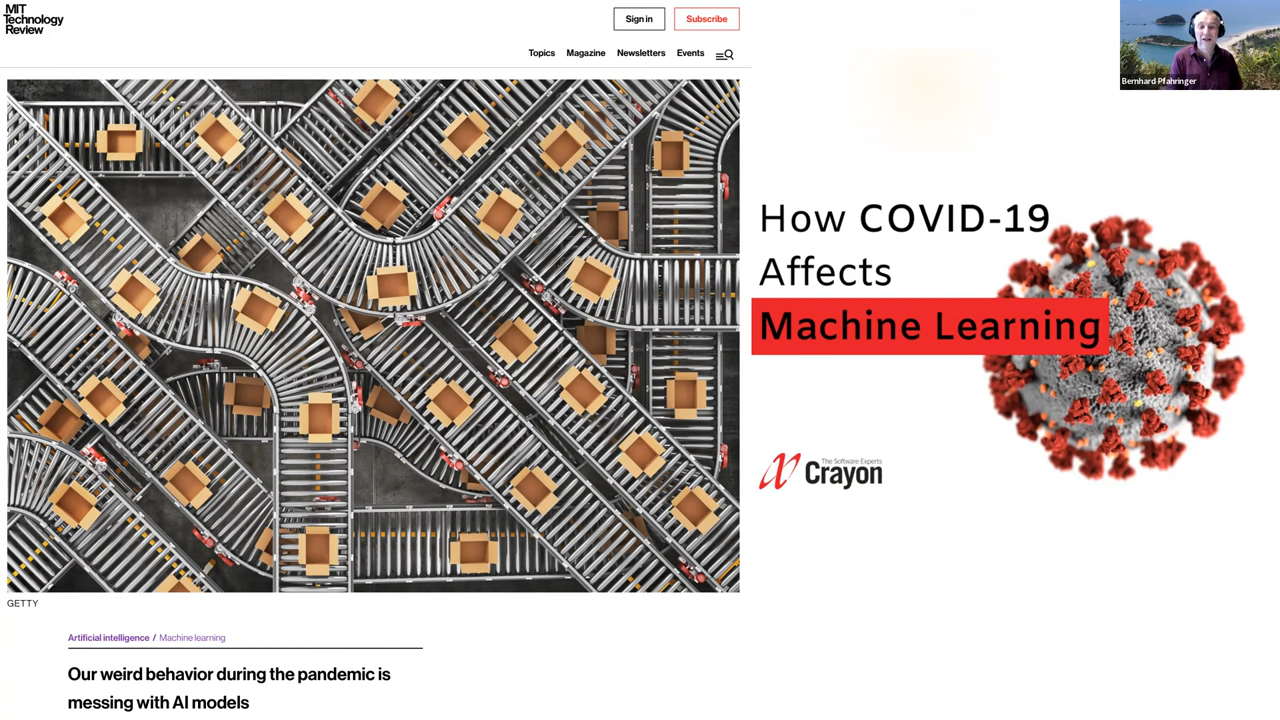 MIT
Technology
Review
Sign in
Subscribe
Topics
Magazine
Newsletters
Events
GETTY
Artificial intelligence / Machine learning
Our weird behavior during the pandemic is
messing with AI models
How COVID-19
Affects
Machine Learning
The Software Experts
Crayon
Bernhard Pfahringer